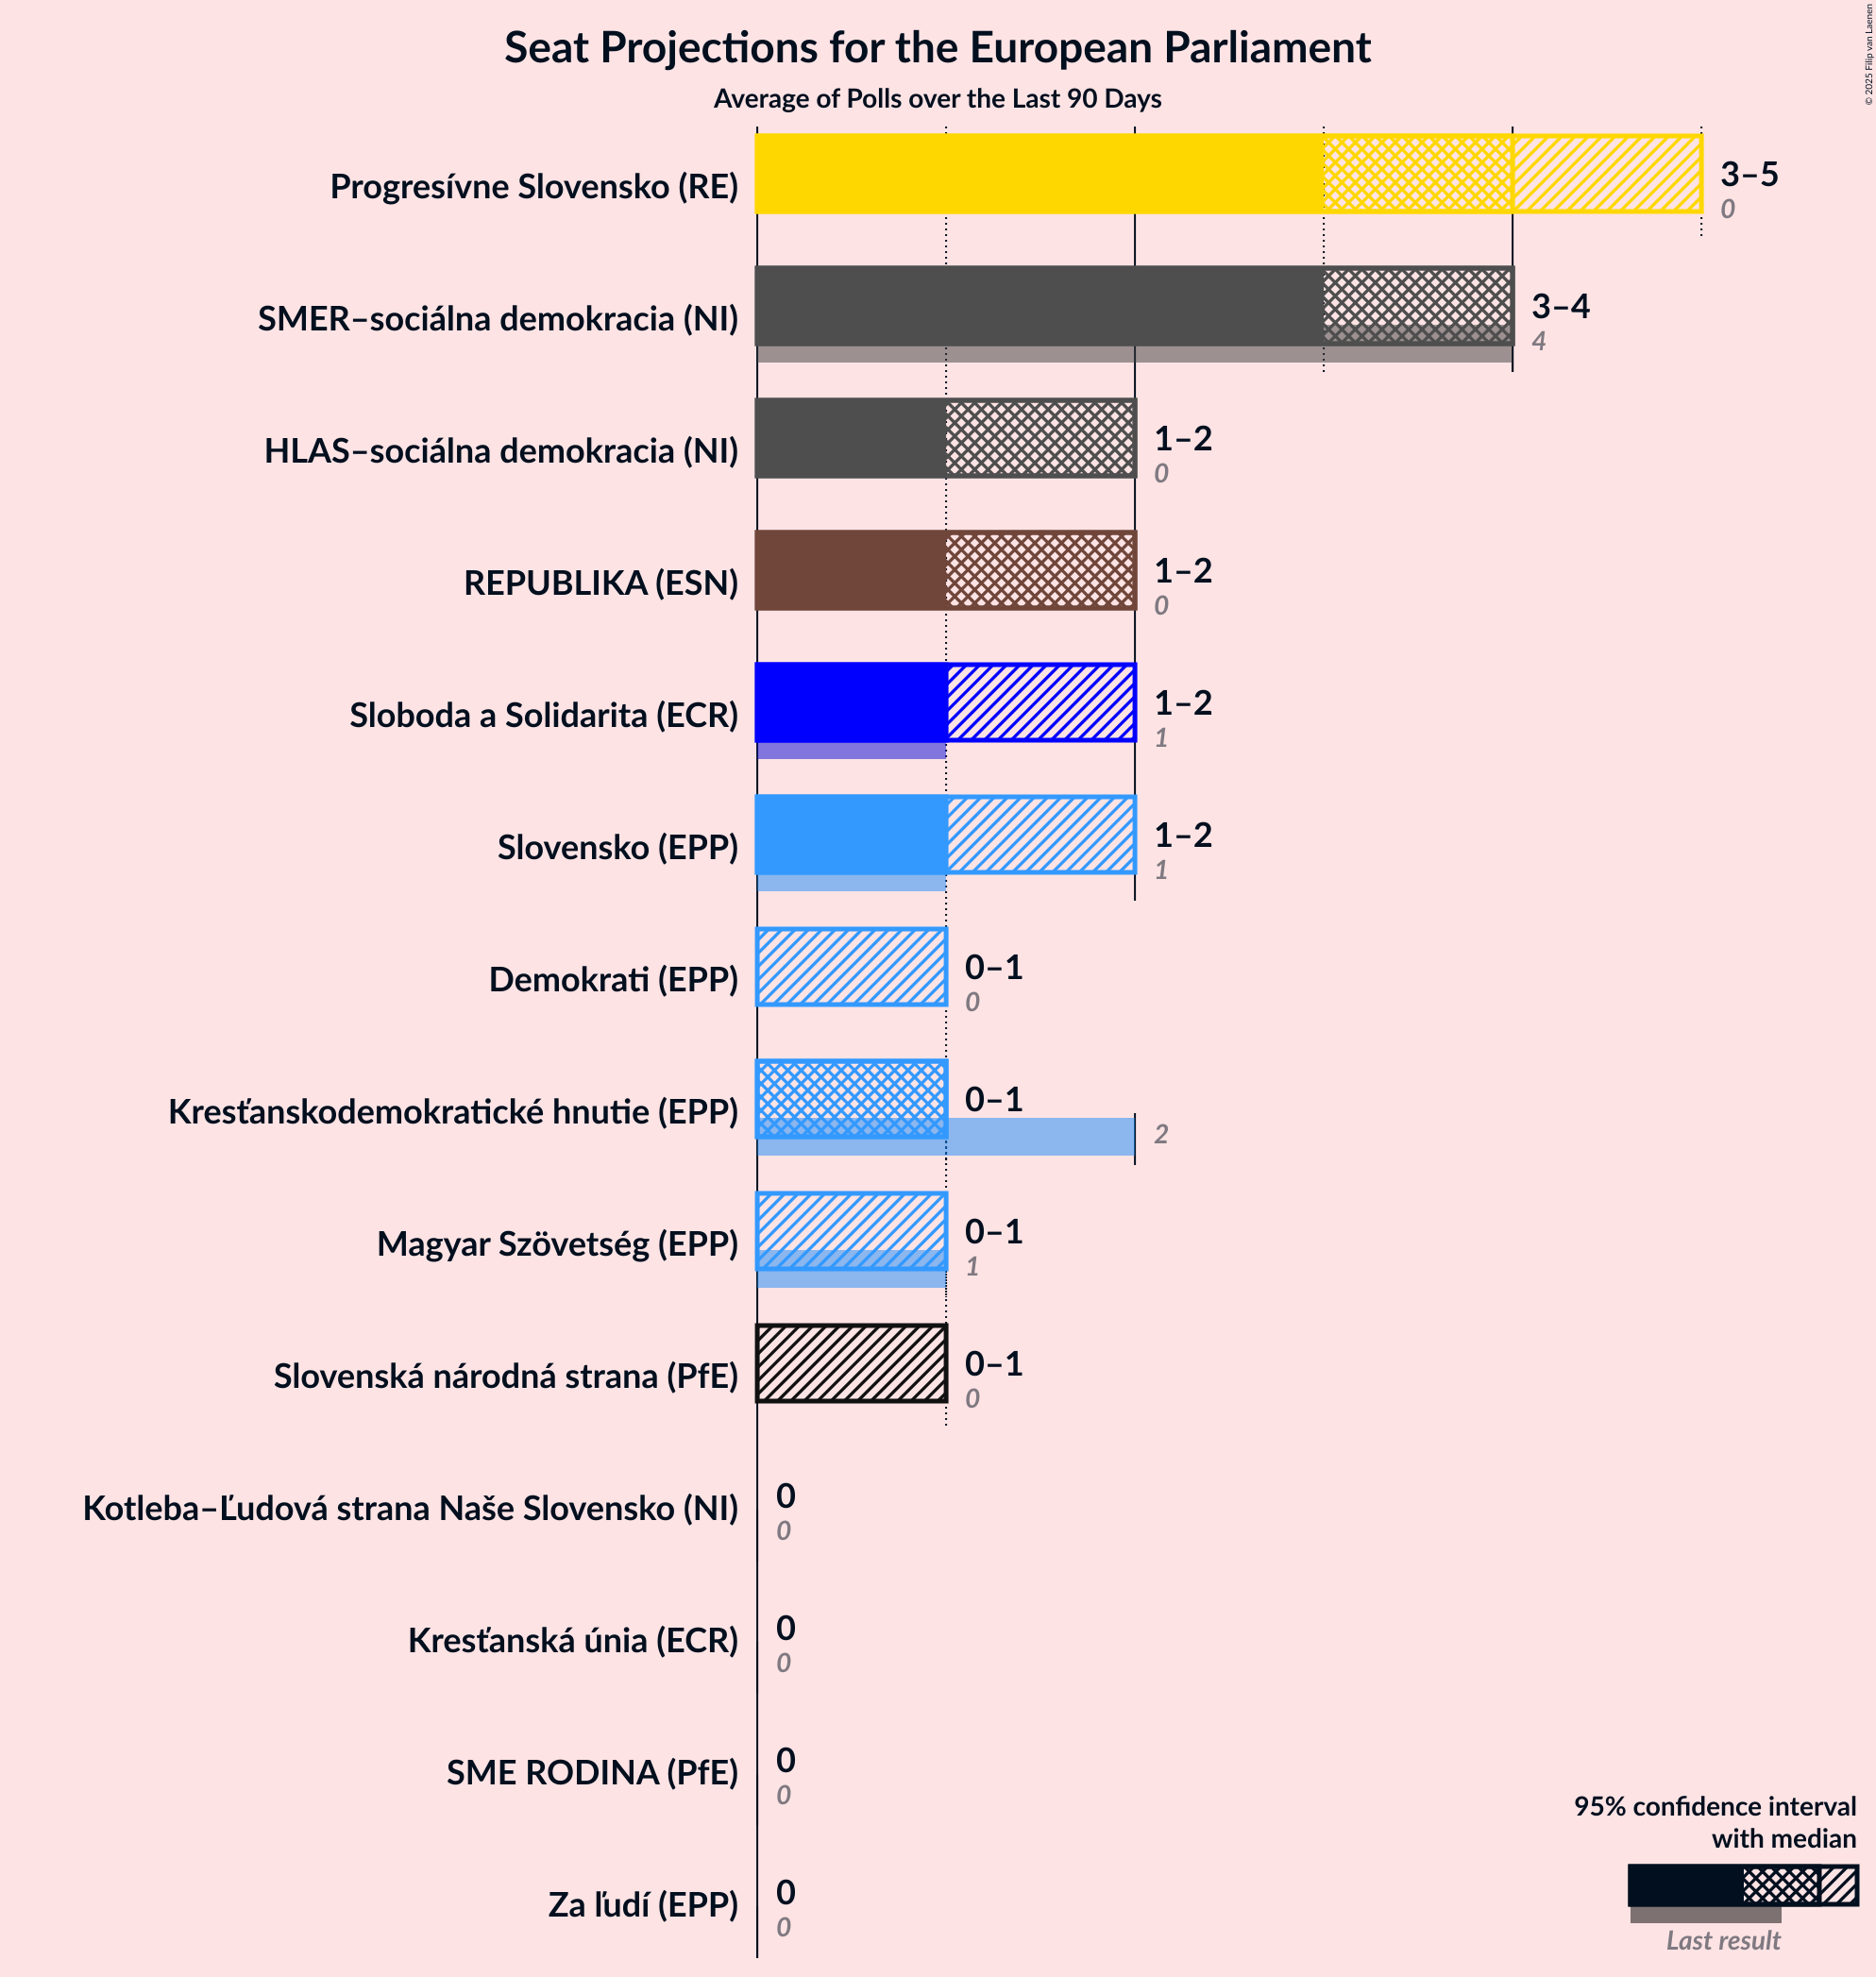 Seat Projections for the European Parliament
Average of Polls over the Last 90 Days
© 2025 Filip van Laenen
Progresívne Slovensko (RE)
3–5
0
SMER–sociálna demokracia (NI)
3–4
4
HLAS–sociálna demokracia (NI)
1–2
0
REPUBLIKA (ESN)
1–2
0
Sloboda a Solidarita (ECR)
1–2
1
Slovensko (EPP)
1–2
1
Demokrati (EPP)
0–1
0
Kresťanskodemokratické hnutie (EPP)
0–1
2
Magyar Szövetség (EPP)
0–1
1
Slovenská národná strana (PfE)
0–1
0
Kotleba–Ľudová strana Naše Slovensko (NI)
0
0
Kresťanská únia (ECR)
0
0
SME RODINA (PfE)
0
0
Za ľudí (EPP)
0
0
95% confidence interval
with median
Last result